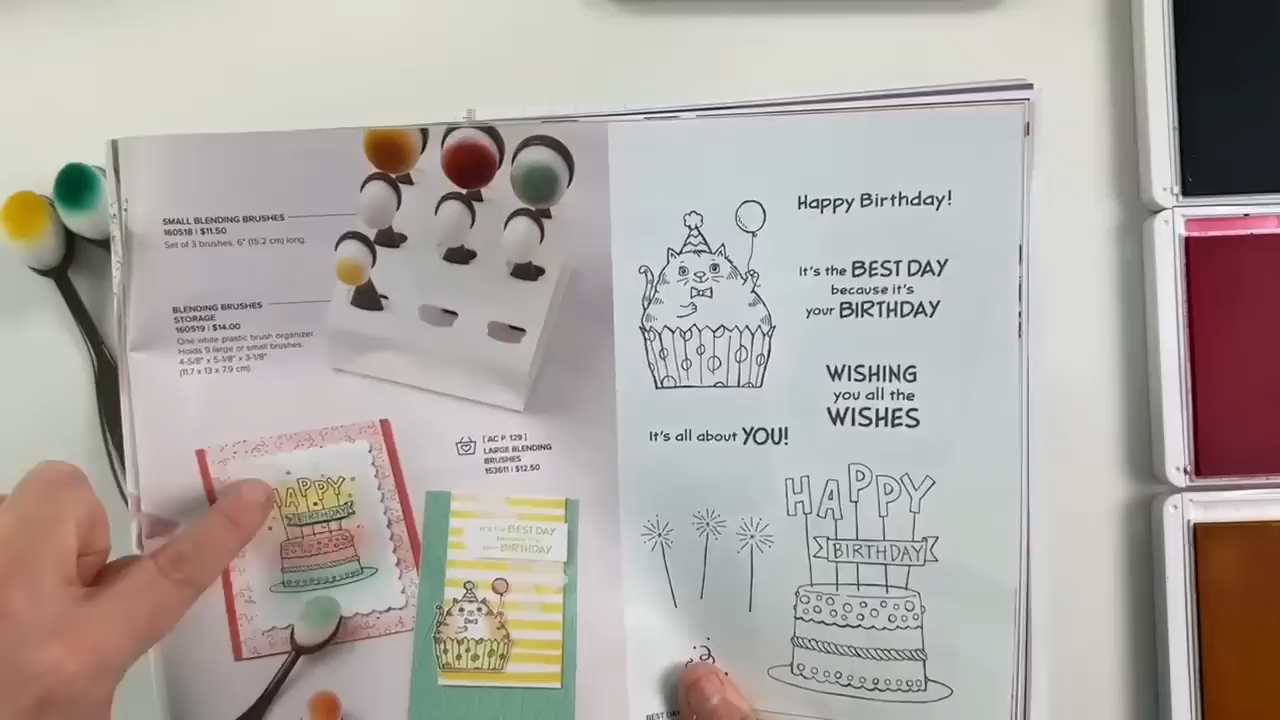 SMALL BLENDING BRUSHES
160518 | $11.50
Set of 3 brushes. 6" (15.2 cm) long.
BLENDING BRUSHES
STORAGE
160519 | $14.00
One white plastic brush organizer.
Holds 9 large or small brushes.
4-5/8" x 5-1/8" x 3-1/8"
(11.7 x 13 x 7.9 cm).
[ AC P. 129 ]
LARGE BLENDING
BRUSHES
153611 | $12.50
HAPPY
BIRTHDAY
It's the BEST DAY
because it's
your BIRTHDAY
Happy Birthday!
It's the BEST DAY
because it's
your BIRTHDAY
WISHING
you all the
WISHES
It's all about YOU!
HAPPY
BIRTHDAY
BEST DAY